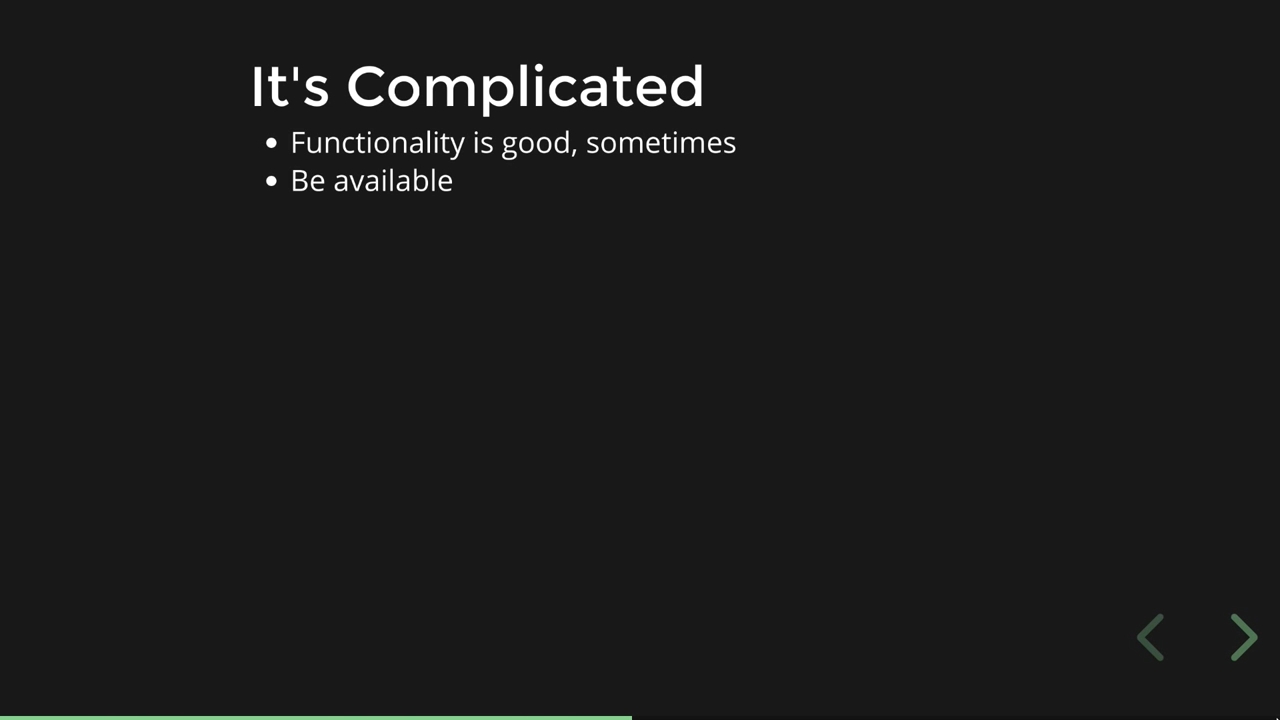 It's Complicated
Functionality is good, sometimes
Be available